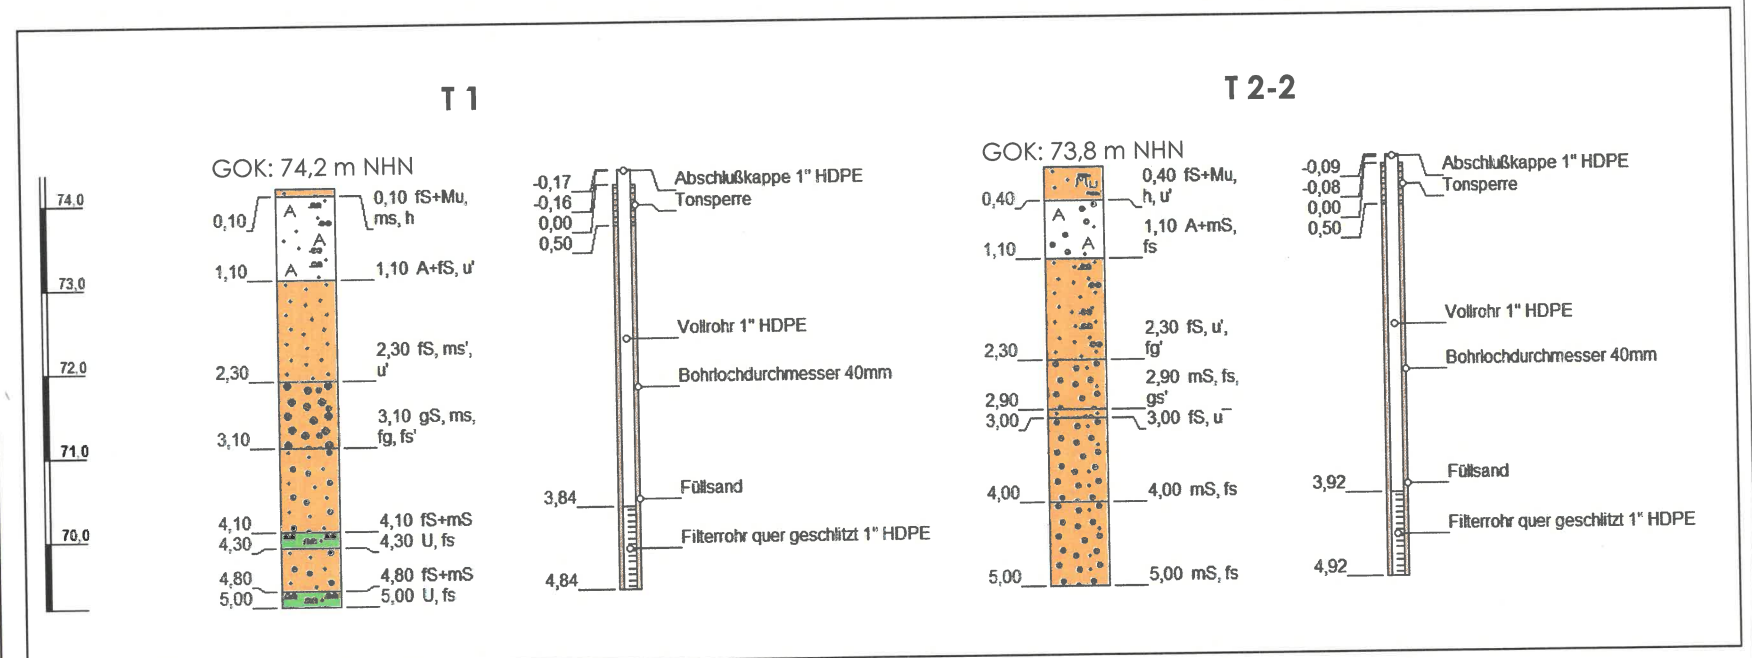 T 1
T 2-2
74,0
73,0
72,0
71,0
70,0
GOK: 74,2 m NHN
0,10
1,10
2,30
3,10
4,10
4,30
4,80
5,00
A
A
A
0,10 fS+Mu,
ms, h
1,10 A+fS, u'
2,30 fS, ms',
u'
3,10 gS, ms,
fg, fs'
4,10 fS+mS
4,30 U, fs
4,80 fS+mS
5,00 U, fs
-0,17
-0,16
0,00
0,50
3,84
4,84
Abschlußkappe 1" HDPE
Tonsperre
Vollrohr 1" HDPE
Bohrlochdurchmesser 40mm
Füllsand
Filterrohr quer geschlitzt 1" HDPE
GOK: 73,8 m NHN
0,40
1,10
2,30
2,90
3,00
4,00
5,00
Mu
A
A
0,40 fS+Mu,
h, u'
1,10 A+mS,
fs
2,30 fS, u',
fg'
2,90 mS, fs,
gs'
3,00 fS, u¯
4,00 mS, fs
5,00 mS, fs
-0,09
-0,08
0,00
0,50
3,92
4,92
Abschlußkappe 1" HDPE
Tonsperre
Vollrohr 1" HDPE
Bohrlochdurchmesser 40mm
Füllsand
Filterrohr quer geschlitzt 1" HDPE